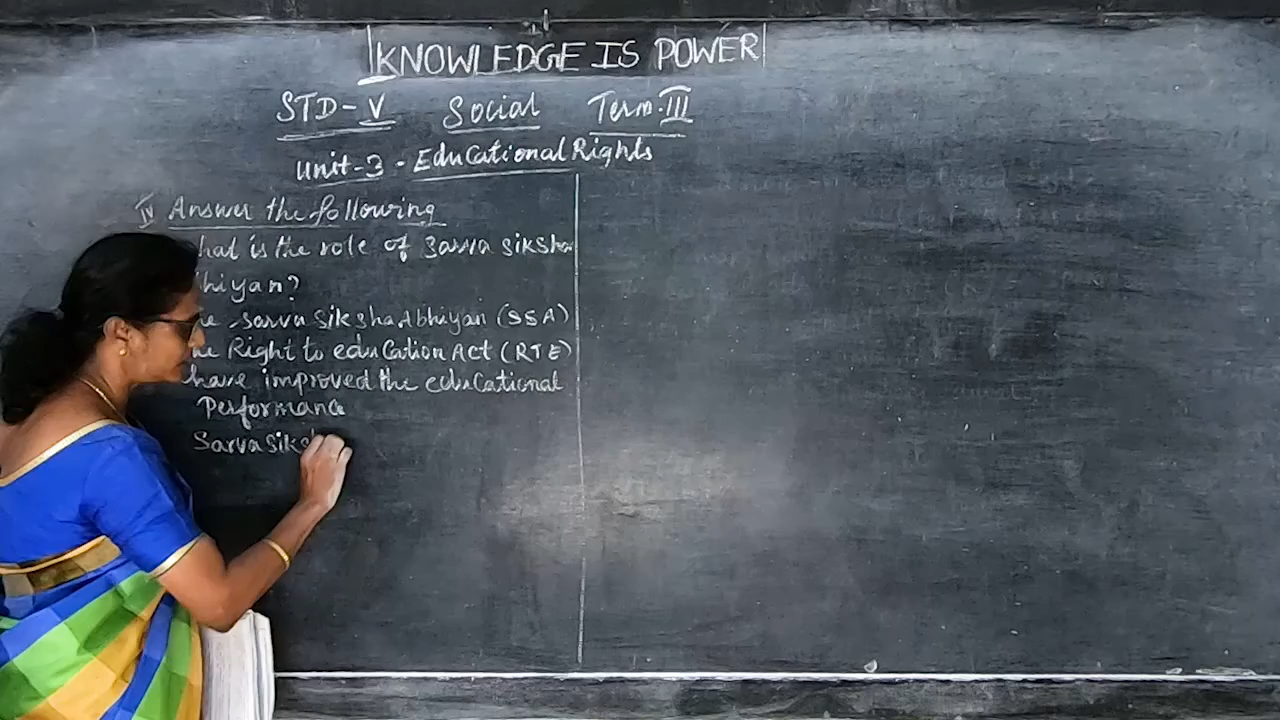 KNOWLEDGE IS POWER
STD-V Social Term-III
Unit-3 - Educational Rights
IV Answer the following
hat is the role of Sarva Siksha
hiyan?
e Sarva Siksha Abhiyan (SSA)
he Right to education Act (RTE)
have improved the educational
Performance
Sarva Siksh